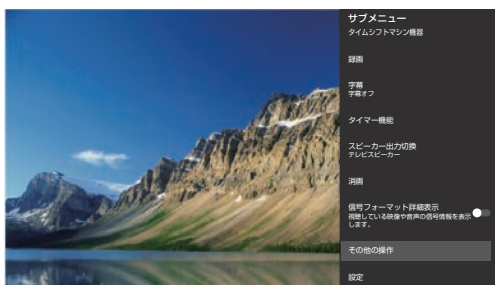 サブメニュー
タイムシフトマシン機器
録画
字幕
字幕オフ
タイマー機能
スピーカー出力切換
テレビスピーカー
消画
信号フォーマット詳細表示
視聴している映像や音声の信号情報を表示
します。
その他の操作
設定